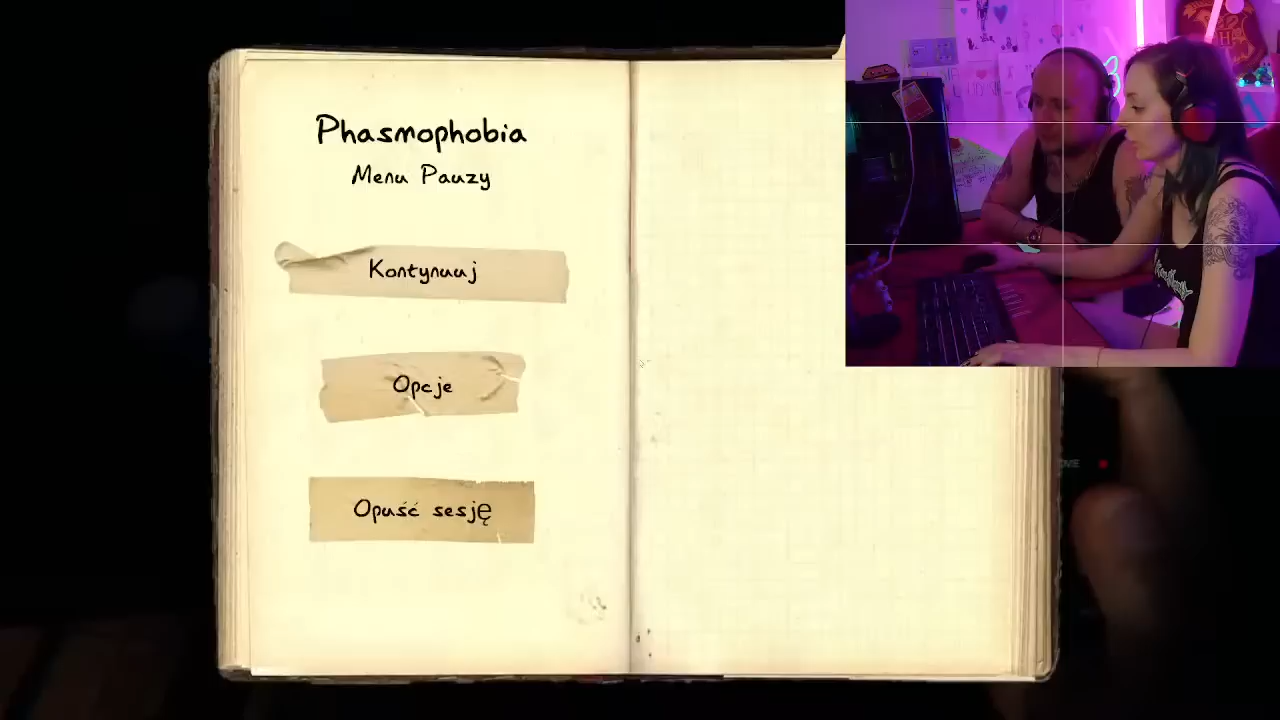 Phasmophobia
Menu Pauzy
Kontynuuj
Opcje
Opuść sesję